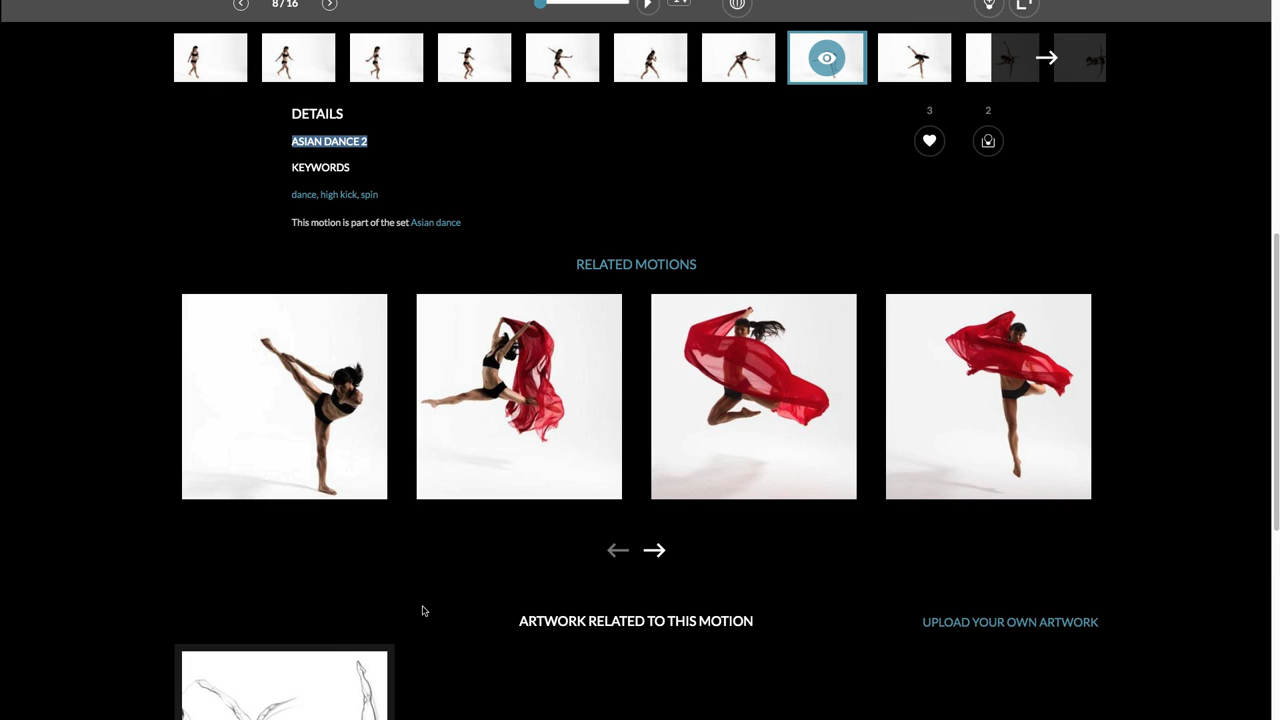 8 / 16
DETAILS
3
2
ASIAN DANCE 2
KEYWORDS
dance, high kick, spin
This motion is part of the set Asian dance
RELATED MOTIONS
ARTWORK RELATED TO THIS MOTION
UPLOAD YOUR OWN ARTWORK